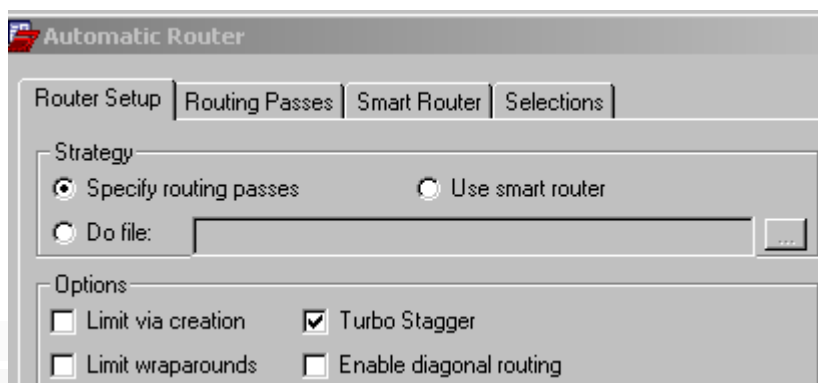 Automatic Router
Router Setup Routing Passes Smart Router Selections
Strategy
Specify routing passes Use smart router
Do file: ...
Options
Limit via creation Turbo Stagger
Limit wraparounds Enable diagonal routing